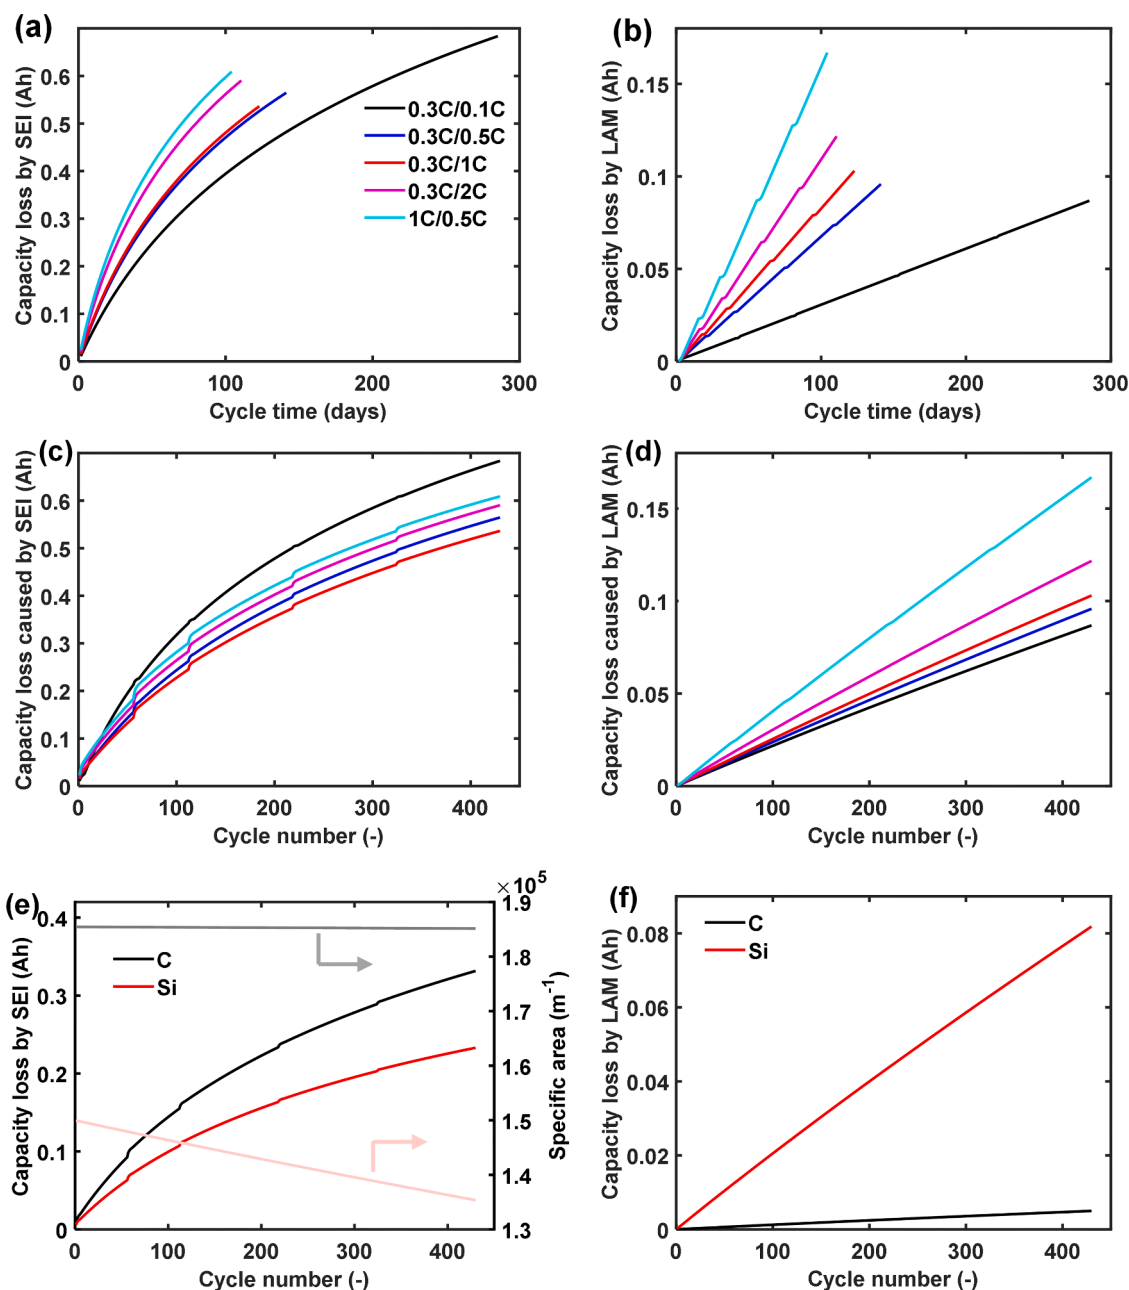 (a)
Capacity loss by SEI (Ah)
0.6
0.5
0.4
0.3
0.2
0.1
0
0 100 200 300
Cycle time (days)
0.3C/0.1C
0.3C/0.5C
0.3C/1C
0.3C/2C
1C/0.5C
(b)
Capacity loss by LAM (Ah)
0.15
0.1
0.05
0
0 100 200 300
Cycle time (days)
(c)
Capacity loss caused by SEI (Ah)
0.6
0.5
0.4
0.3
0.2
0.1
0
0 100 200 300 400
Cycle number (-)
(d)
Capacity loss caused by LAM (Ah)
0.15
0.1
0.05
0
0 100 200 300 400
Cycle number (-)
(e)
Capacity loss by SEI (Ah)
0.4
0.3
0.2
0.1
0
C
Si
×10⁵
1.9
1.8
1.7
1.6
1.5
1.4
1.3
Specific area (m⁻¹)
0 100 200 300 400
Cycle number (-)
(f)
Capacity loss by LAM (Ah)
0.08
0.06
0.04
0.02
0
C
Si
0 100 200 300 400
Cycle number (-)